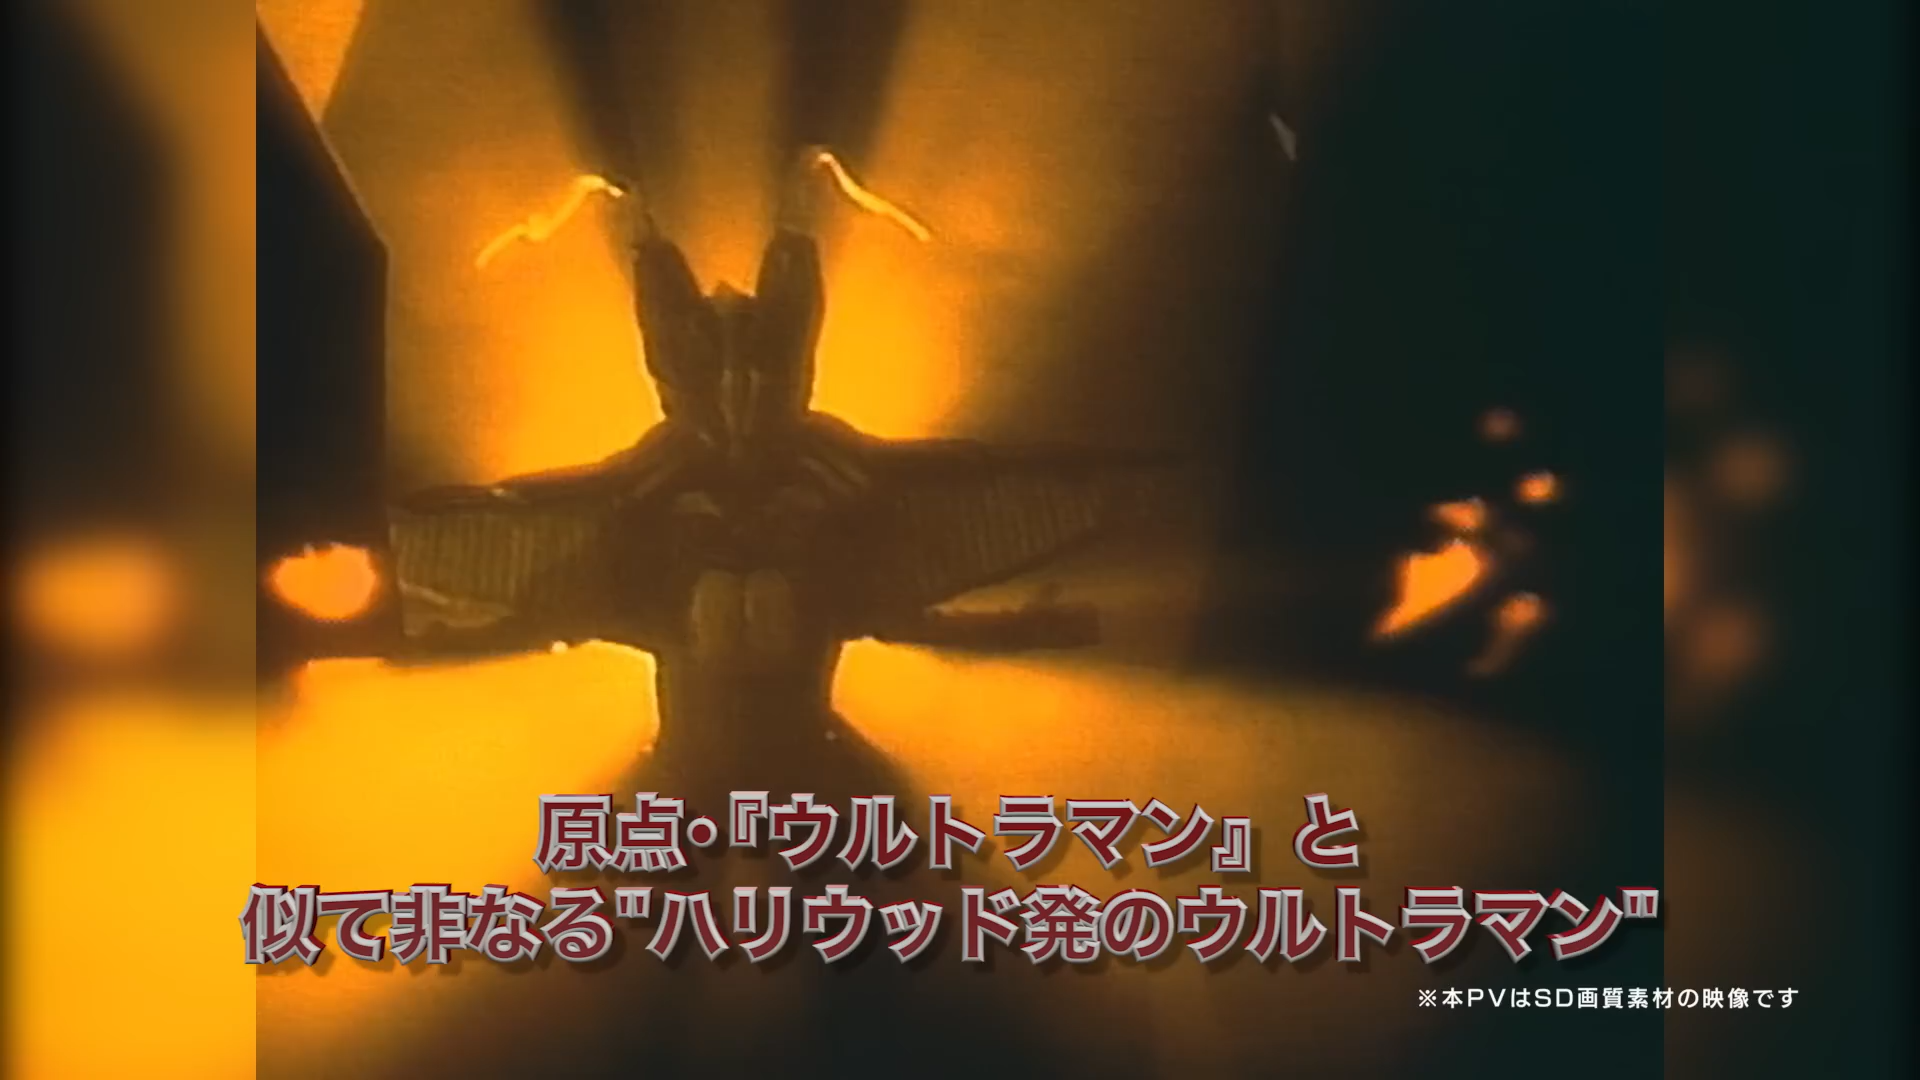 原点・『ウルトラマン』と
似て非なる"ハリウッド発のウルトラマン"
※本PVはSD画質素材の映像です